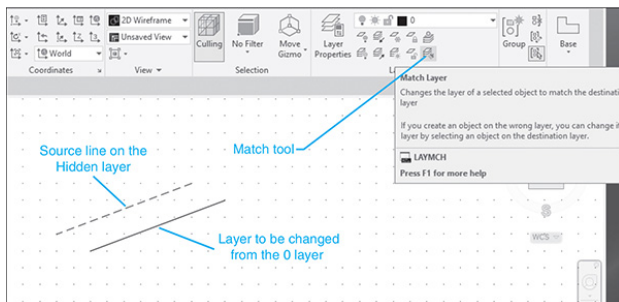 2D Wireframe
Unsaved View
World
Coordinates
View
Culling
No Filter
Move
Gizmo
Selection
Layer
Properties
0
Group
Base
Match Layer
Changes the layer of a selected object to match the destinati
layer
If you create an object on the wrong layer, you can change i
layer by selecting an object on the destination layer.
LAYMCH
Press F1 for more help
Match tool
Source line on the
Hidden layer
Layer to be changed
from the 0 layer
WCS